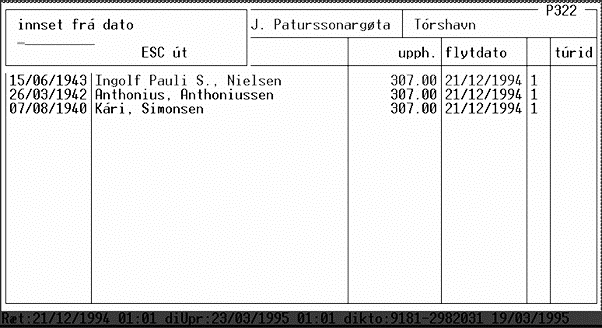 P322
innset frá dato
J. Paturssonargøta Tórshavn
ESC út
upph. flytdato túrid
15/06/1943 Ingolf Pauli S., Nielsen 307.00 21/12/1994 1
26/03/1942 Anthonius, Anthoniussen 307.00 21/12/1994 1
07/08/1940 Kári, Simonsen 307.00 21/12/1994 1
Ræt:21/12/1994 01:01 diUpr:23/03/1995 01:01 dikto:9181-2982031 19/03/1995